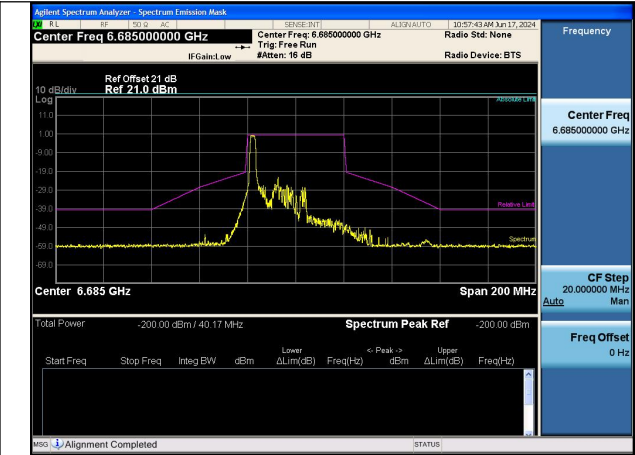 Agilent Spectrum Analyzer - Spectrum Emission Mask
RL RF 50 Ω AC SENSE:INT ALIGN AUTO 10:57:43 AM Jun 17, 2024
Center Freq 6.685000000 GHz
Center Freq: 6.685000000 GHz
Radio Std: None
Trig: Free Run
IFGain:Low
#Atten: 16 dB
Radio Device: BTS
Frequency
Ref Offset 21 dB
10 dB/div Ref 21.0 dBm
Log
Absolute Limit
11.0
1.00
-9.00
-19.0
-29.0
-39.0
-49.0
-59.0
-69.0
Relative Limit
Spectrum
Center 6.685 GHz
Span 200 MHz
Center Freq
6.685000000 GHz
CF Step
20.000000 MHz
Auto Man
Freq Offset
0 Hz
Total Power -200.00 dBm / 40.17 MHz Spectrum Peak Ref -200.00 dBm
Lower <- Peak -> Upper
Start Freq Stop Freq Integ BW dBm ΔLim(dB) Freq(Hz) dBm ΔLim(dB) Freq(Hz)
MSG Alignment Completed STATUS